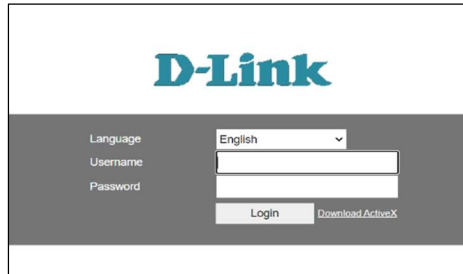 D-Link
Language English
Username
Password
Login Download ActiveX